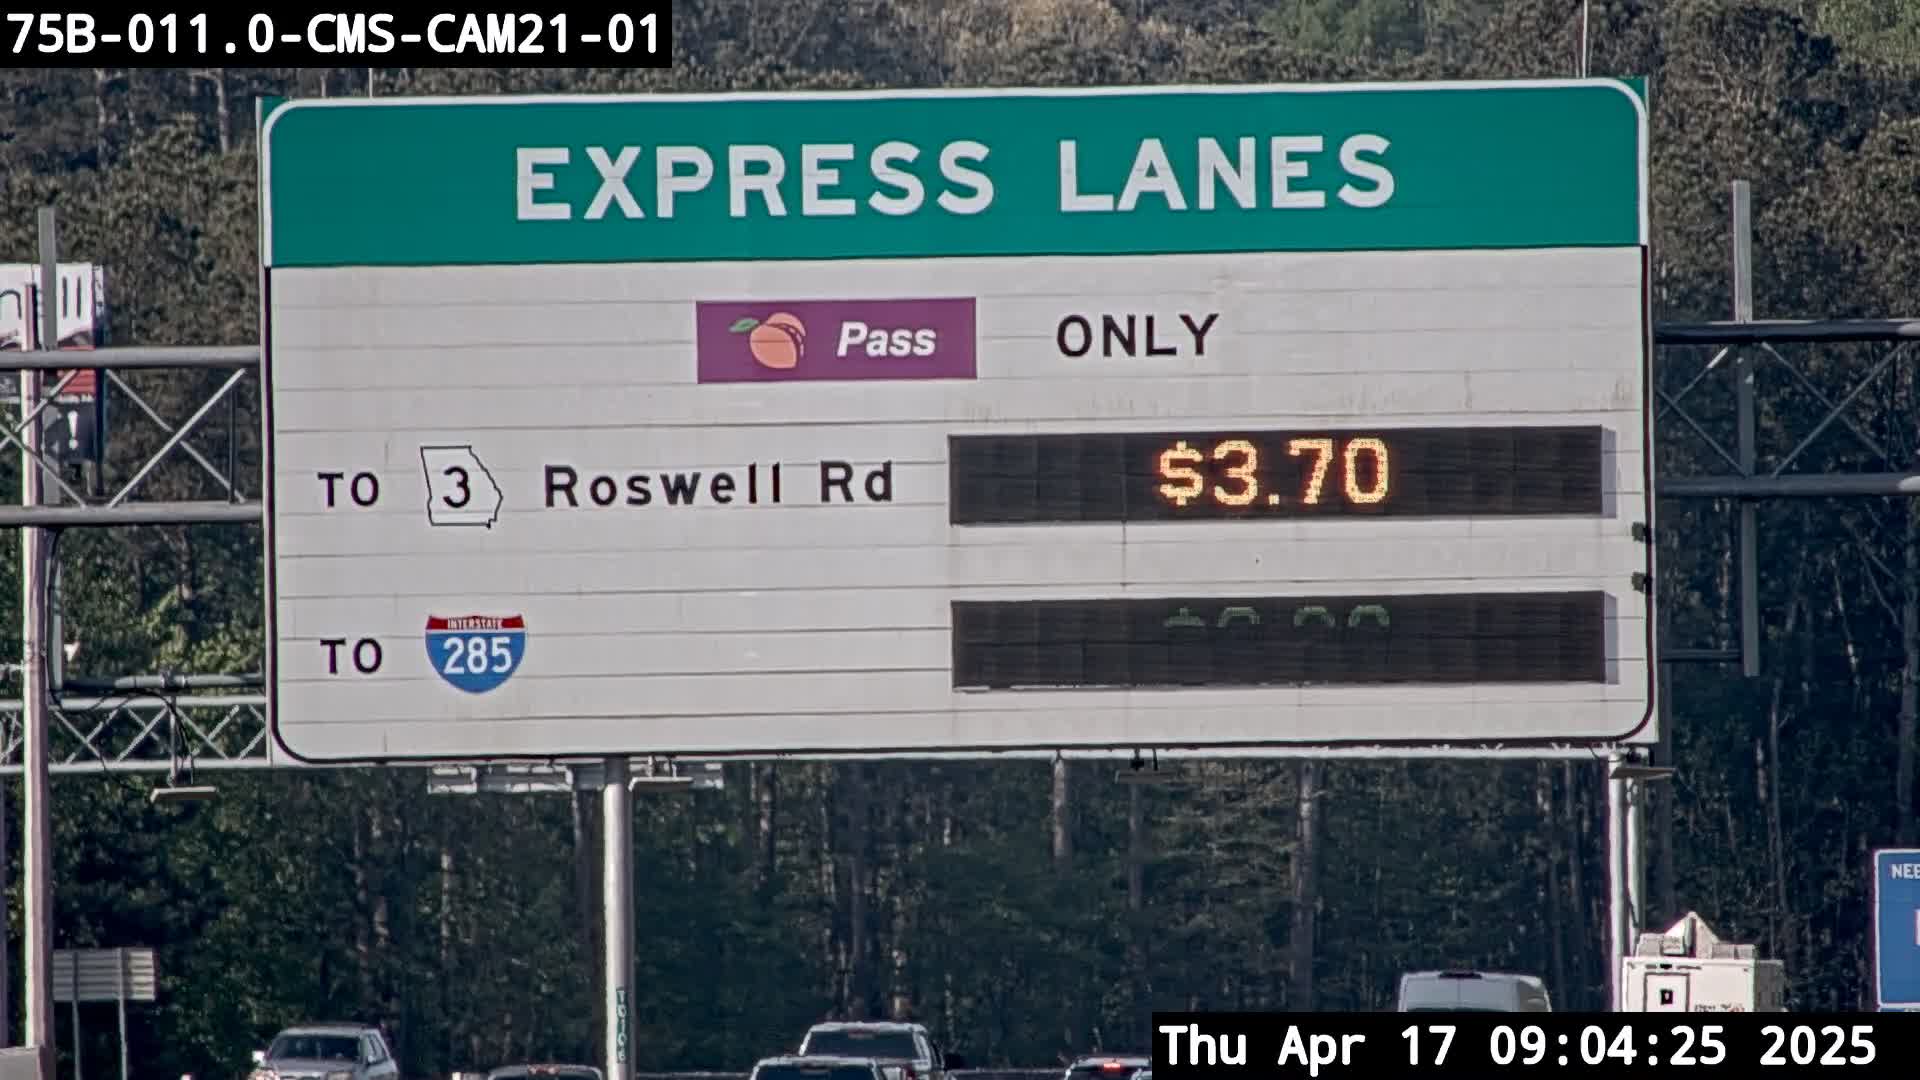 75B-011.0-CMS-CAM21-01
EXPRESS LANES
Pass ONLY
TO 3 Roswell Rd $3.70
TO INTERSTATE 285
NEE
Thu Apr 17 09:04:25 2025